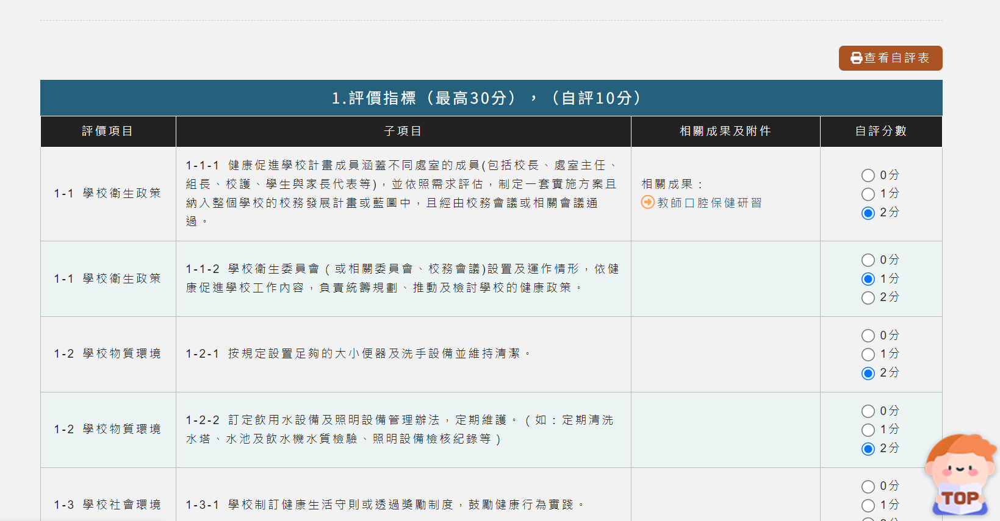 查看自評表
1.評價指標（最高30分），（自評10分）
評價項目
子項目
相關成果及附件
自評分數
1-1 學校衛生政策
1-1-1 健康促進學校計畫成員涵蓋不同處室的成員(包括校長、處室主任、
組長、校護、學生與家長代表等)，並依照需求評估，制定一套實施方案且
納入整個學校的校務發展計畫或藍圖中，且經由校務會議或相關會議通
過。
相關成果：
教師口腔保健研習
0分
1分
2分
1-1 學校衛生政策
1-1-2 學校衛生委員會（或相關委員會、校務會議)設置及運作情形，依健
康促進學校工作內容，負責統籌規劃、推動及檢討學校的健康政策。
0分
1分
2分
1-2 學校物質環境
1-2-1 按規定設置足夠的大小便器及洗手設備並維持清潔。
0分
1分
2分
1-2 學校物質環境
1-2-2 訂定飲用水設備及照明設備管理辦法，定期維護。（如：定期清洗
水塔、水池及飲水機水質檢驗、照明設備檢核紀錄等）
0分
1分
2分
1-3 學校社會環境
1-3-1 學校制訂健康生活守則或透過獎勵制度，鼓勵健康行為實踐。
0分
1分
TOP